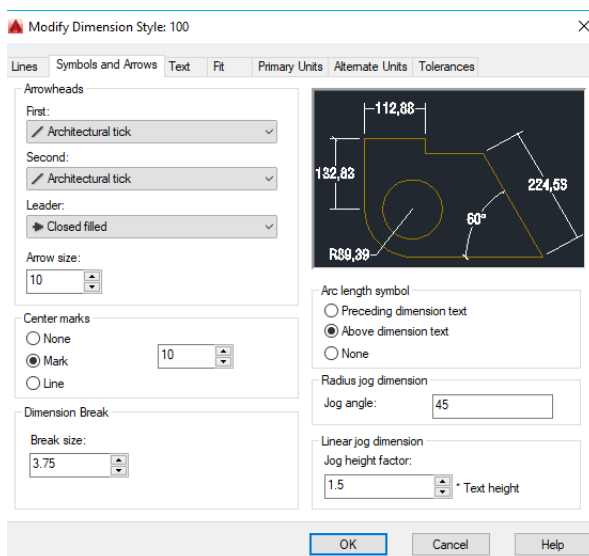 Modify Dimension Style: 100
Lines Symbols and Arrows Text Fit Primary Units Alternate Units Tolerances
Arrowheads
First:
Architectural tick
Second:
Architectural tick
Leader:
Closed filled
Arrow size:
10
Center marks
None
Mark
10
Line
Dimension Break
Break size:
3.75
112,88
132,83
224,53
60°
R89,39
Arc length symbol
Preceding dimension text
Above dimension text
None
Radius jog dimension
Jog angle:
45
Linear jog dimension
Jog height factor:
1.5
* Text height
OK Cancel Help